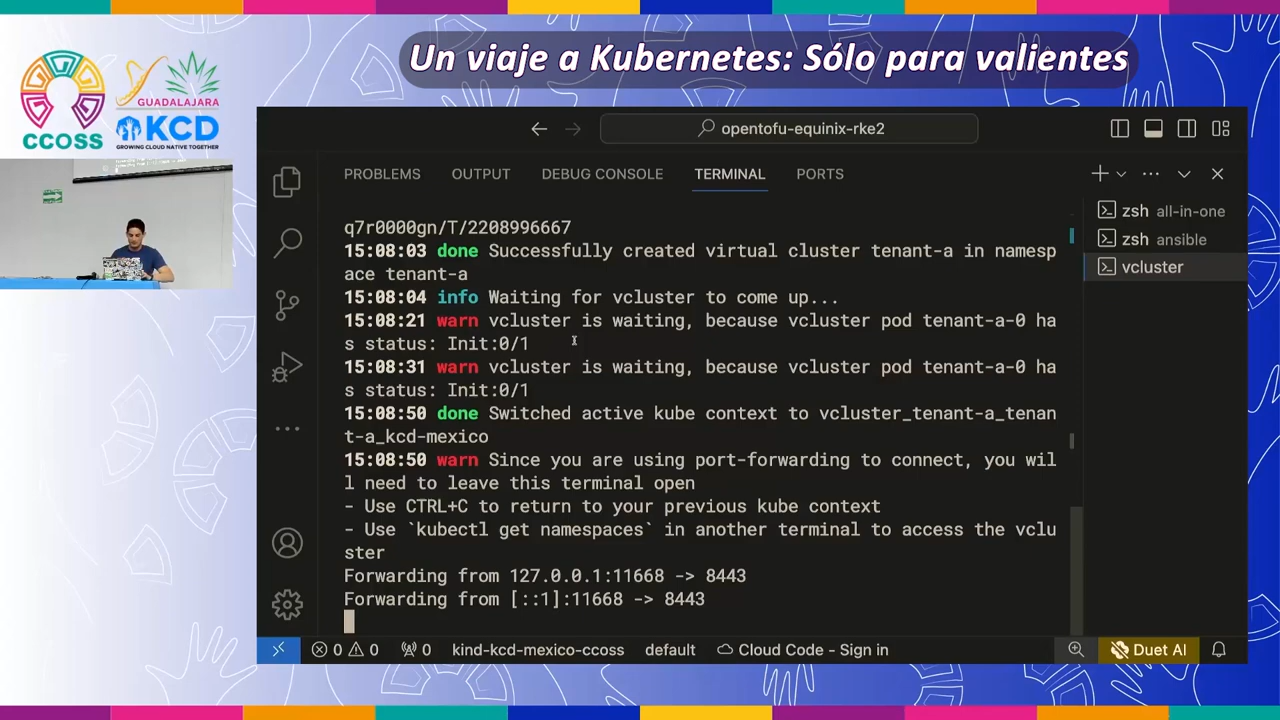 Un viaje a Kubernetes: Sólo para valientes
CCOSS
GUADALAJARA
KCD
GROWING CLOUD NATIVE TOGETHER
opentofu-equinix-rke2
PROBLEMS OUTPUT DEBUG CONSOLE TERMINAL PORTS
zsh all-in-one
zsh ansible
vcluster
q7r0000gn/T/2208996667
15:08:03 done Successfully created virtual cluster tenant-a in namesp
ace tenant-a
15:08:04 info Waiting for vcluster to come up...
15:08:21 warn vcluster is waiting, because vcluster pod tenant-a-0 ha
s status: Init:0/1
15:08:31 warn vcluster is waiting, because vcluster pod tenant-a-0 ha
s status: Init:0/1
15:08:50 done Switched active kube context to vcluster_tenant-a_tenan
t-a_kcd-mexico
15:08:50 warn Since you are using port-forwarding to connect, you wil
l need to leave this terminal open
- Use CTRL+C to return to your previous kube context
- Use `kubectl get namespaces` in another terminal to access the vclu
ster
Forwarding from 127.0.0.1:11668 -> 8443
Forwarding from [::1]:11668 -> 8443
0 0 0 kind-kcd-mexico-ccoss default Cloud Code - Sign in Duet AI